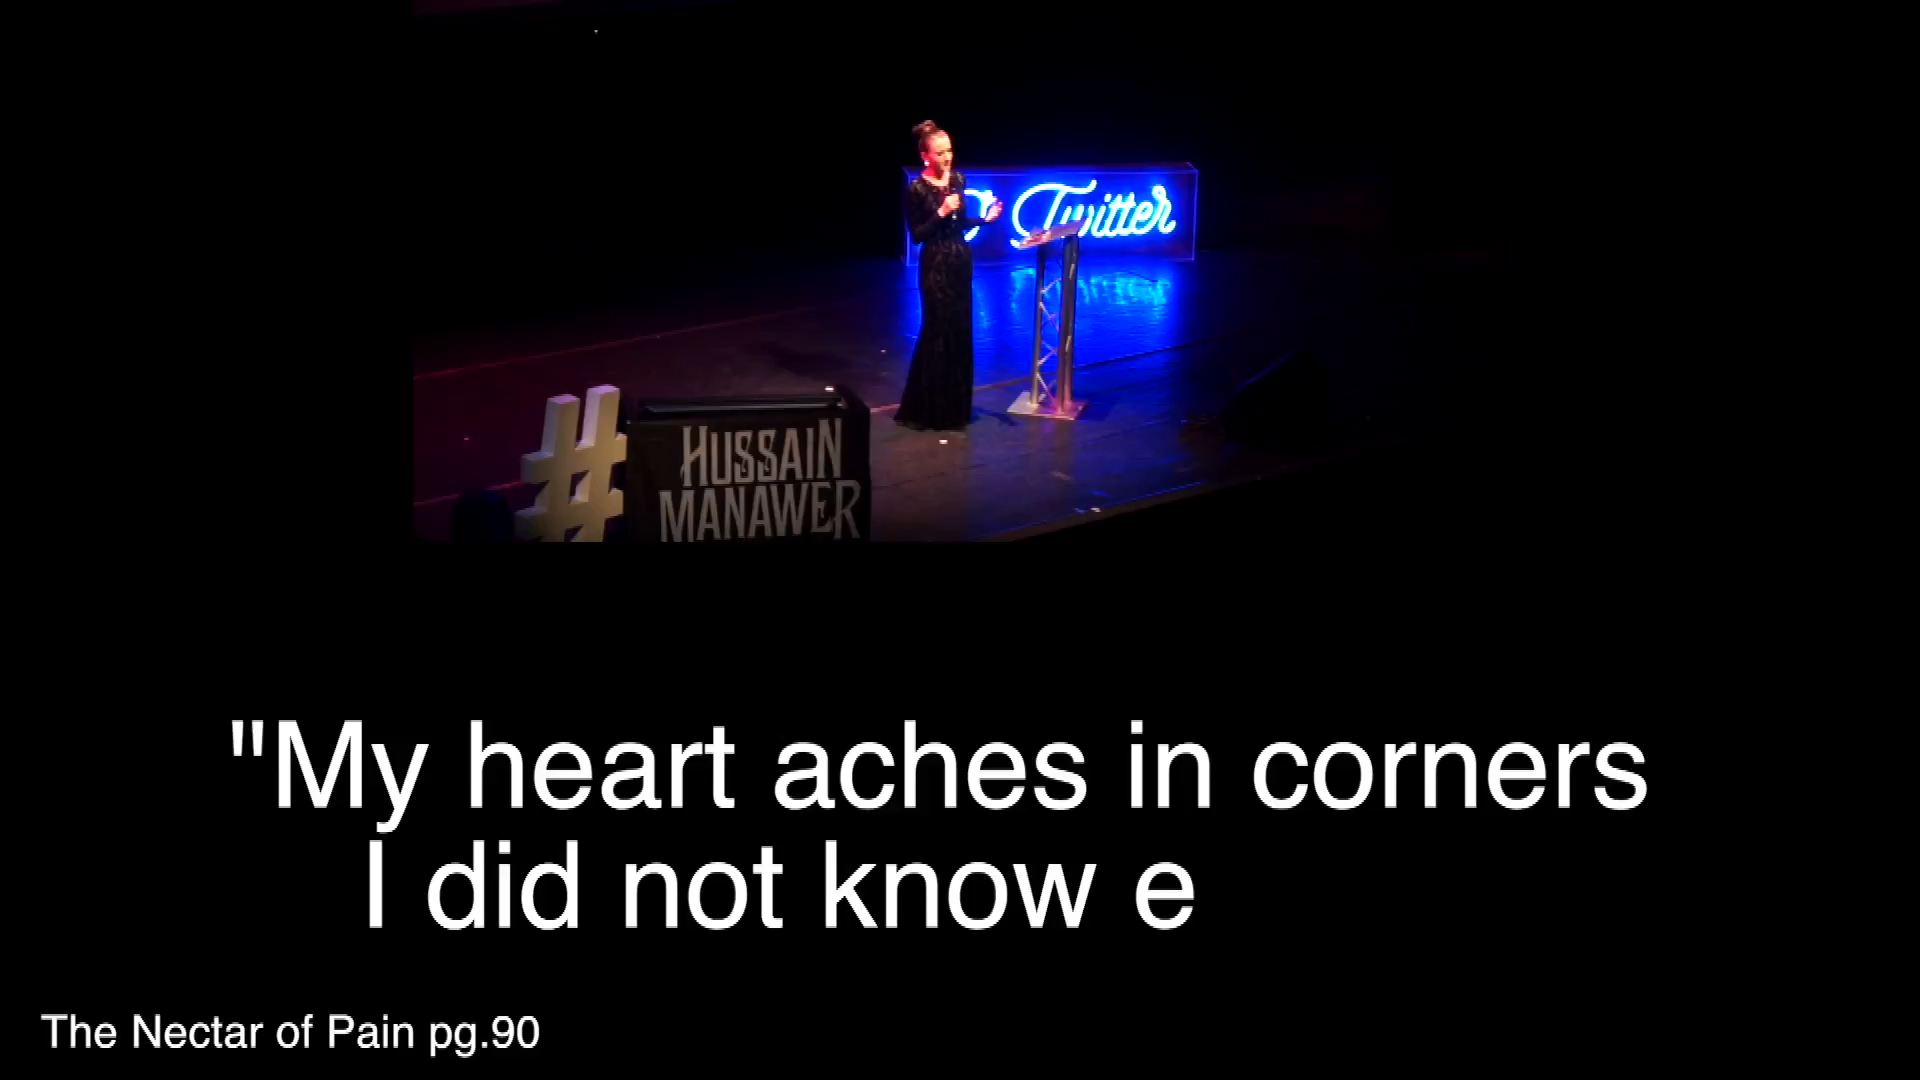 Twitter
#
HUSSAIN
MANAWER
"My heart aches in corners
I did not know e
The Nectar of Pain pg.90